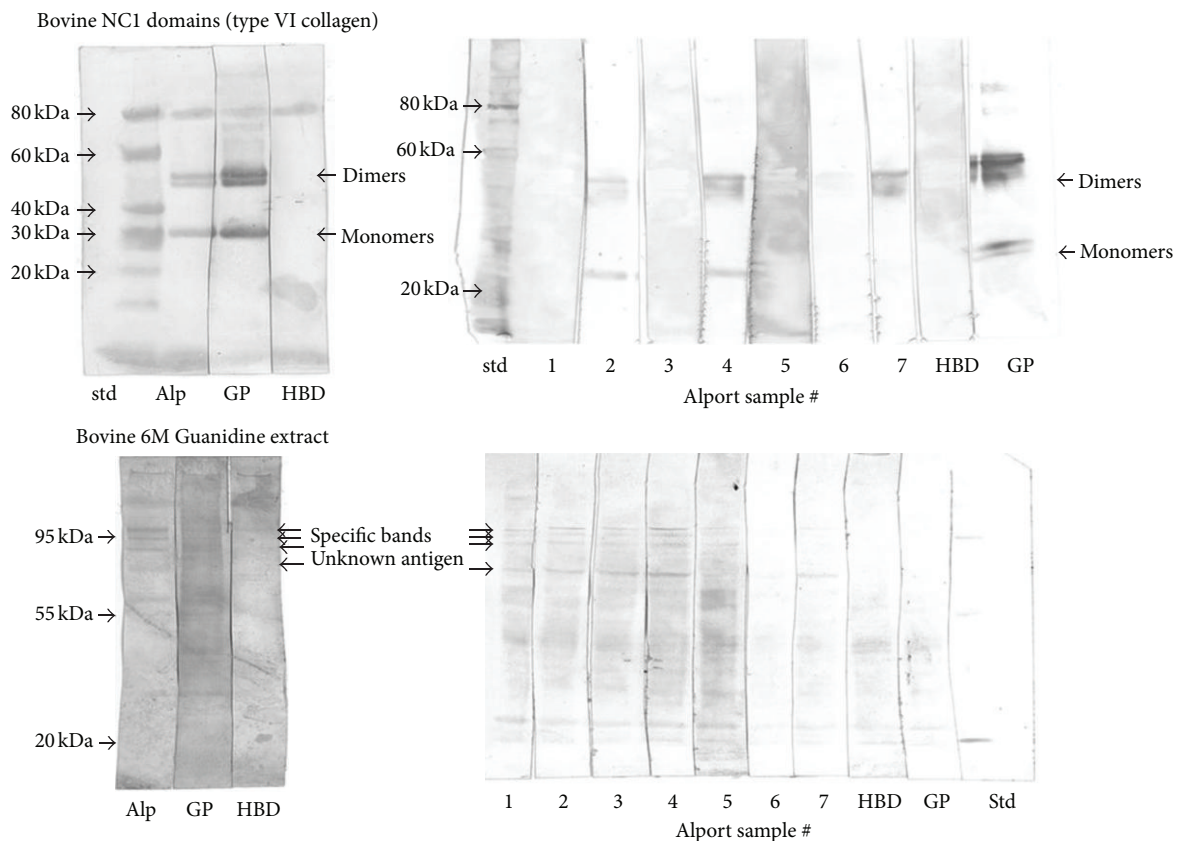 Bovine NC1 domains (type VI collagen)
80 kDa
60 kDa
40 kDa
30 kDa
20 kDa
Dimers
Monomers
std Alp GP HBD
80 kDa
60 kDa
20 kDa
Dimers
Monomers
std 1 2 3 4 5 6 7 HBD GP
Alport sample #
Bovine 6M Guanidine extract
95 kDa
55 kDa
20 kDa
Specific bands
Unknown antigen
Alp GP HBD
1 2 3 4 5 6 7 HBD GP Std
Alport sample #